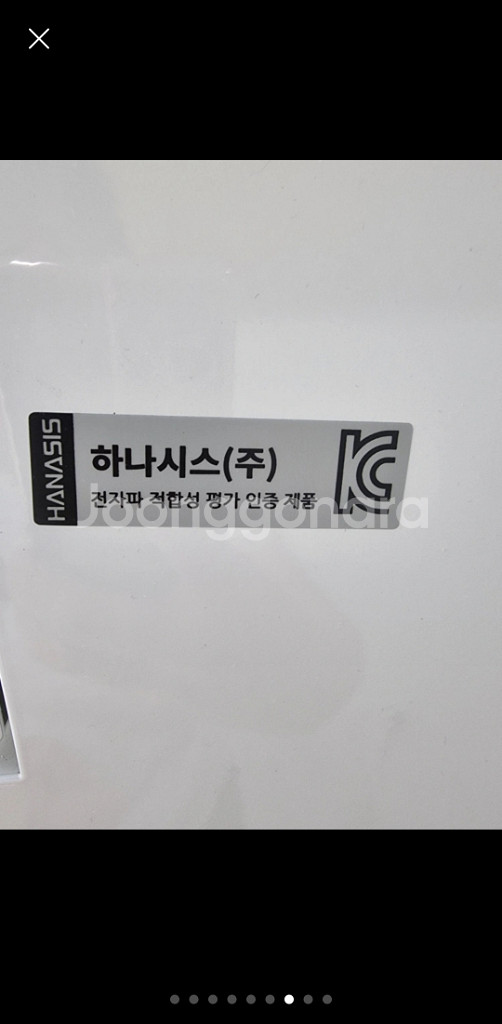 HANASIS
하나시스(주)
전자파 적합성 평가 인증 제품
KC
Joonggonara